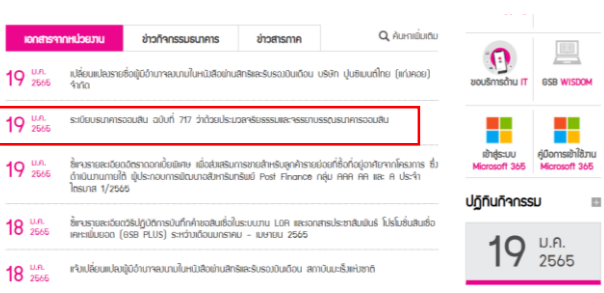 เอกสารจากหน่วยงาน
ข่าวกิจกรรมธนาคาร
ข่าวสารภาค
ค้นหาเพิ่มเติม
19 ม.ค. 2565
เปลี่ยนแปลงรายชื่อผู้มีอำนาจลงนามในหนังสือผ่านสิทธิและรับรองเงินเดือน บริษัท ปูนซิเมนต์ไทย (แก่งคอย)
จำกัด
19 ม.ค. 2565
ระเบียบธนาคารออมสิน ฉบับที่ 717 ว่าด้วยประมวลจริยธรรมและจรรยาบรรณธนาคารออมสิน
19 ม.ค. 2565
ชี้แจงรายละเอียดอัตราดอกเบี้ยพิเศษ เพื่อส่งเสริมการขายสำหรับลูกค้ารายย่อยที่ซื้อที่อยู่อาศัยจากโครงการ ซึ่ง
ดำเนินงานภายใต้ ผู้ประกอบการพัฒนาอสังหาริมทรัพย์ Post Finance กลุ่ม AAA AA และ A ประจำ
ไตรมาส 1/2565
18 ม.ค. 2565
ชี้แจงรายละเอียดวิธีปฏิบัติการบันทึกคำขอสินเชื่อในระบบงาน LOR และเอกสารประชาสัมพันธ์ โปรโมชั่นสินเชื่อ
เคหะเพิ่มยอด (GSB PLUS) ระหว่างเดือนมกราคม - เมษายน 2565
18 ม.ค. 2565
แจ้งเปลี่ยนแปลงผู้มีอำนาจลงนามในหนังสือผ่านสิทธิและรับรองเงินเดือน สถาบันมะเร็งแห่งชาติ
ขอบริการด้าน IT
GSB WISDOM
เข้าสู่ระบบ
Microsoft 365
คู่มือการเข้าใช้งาน
Microsoft 365
ปฏิทินกิจกรรม
19 ม.ค. 2565